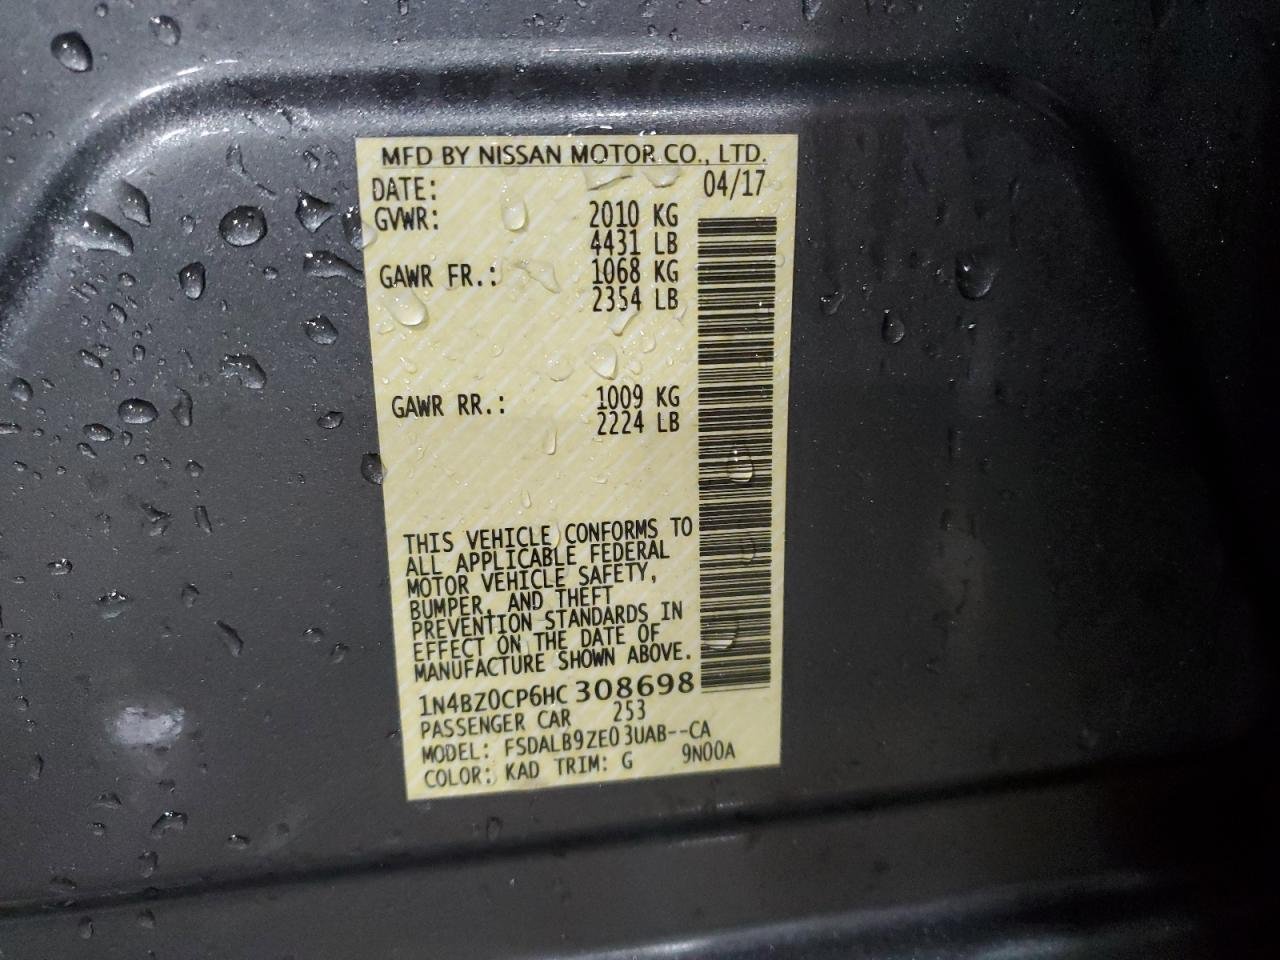 MFD BY NISSAN MOTOR CO., LTD.
DATE: 04/17
GVWR: 2010 KG
4431 LB
GAWR FR.: 1068 KG
2354 LB
GAWR RR.: 1009 KG
2224 LB
THIS VEHICLE CONFORMS TO
ALL APPLICABLE FEDERAL
MOTOR VEHICLE SAFETY,
BUMPER, AND THEFT
PREVENTION STANDARDS IN
EFFECT ON THE DATE OF
MANUFACTURE SHOWN ABOVE.
1N4BZ0CP6HC 308698
PASSENGER CAR 253
MODEL: FSDALB9ZE03UAB--CA
COLOR: KAD TRIM: G 9N00A